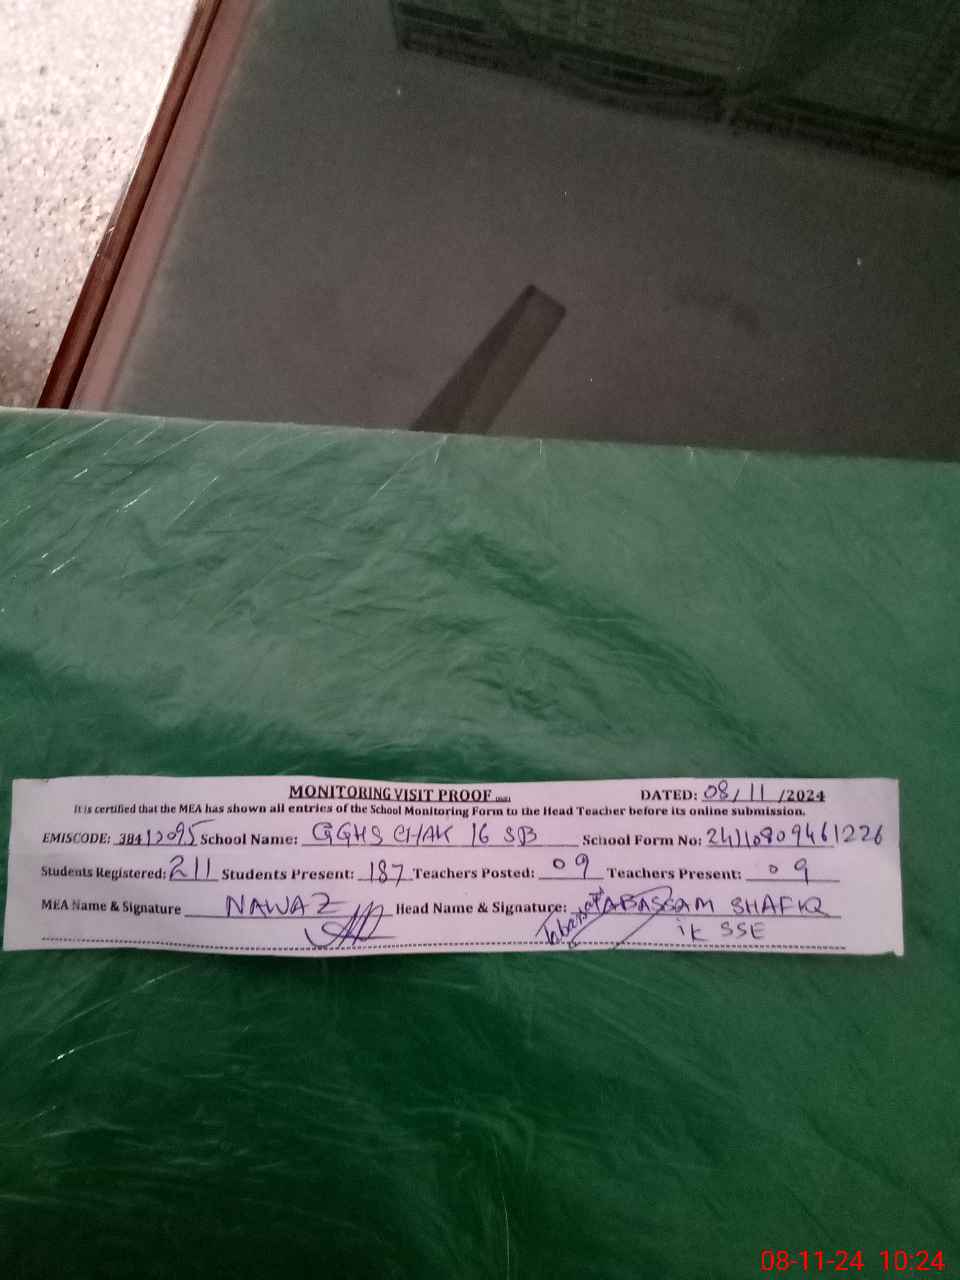 MONITORING VISIT PROOF DATED: 08/11/2024
It is certified that the MEA has shown all entries of the School Monitoring Form to the Head Teacher before its online submission.
EMISCODE: 38412095 School Name: GGHS CHAK 16 SB School Form No: 24110809461226
Students Registered: 211 Students Present: 187 Teachers Posted: 09 Teachers Present: 09
MEA Name & Signature NAWAZ Head Name & Signature: TABASSAM SHAFIQ
SSE
08-11-24 10:24